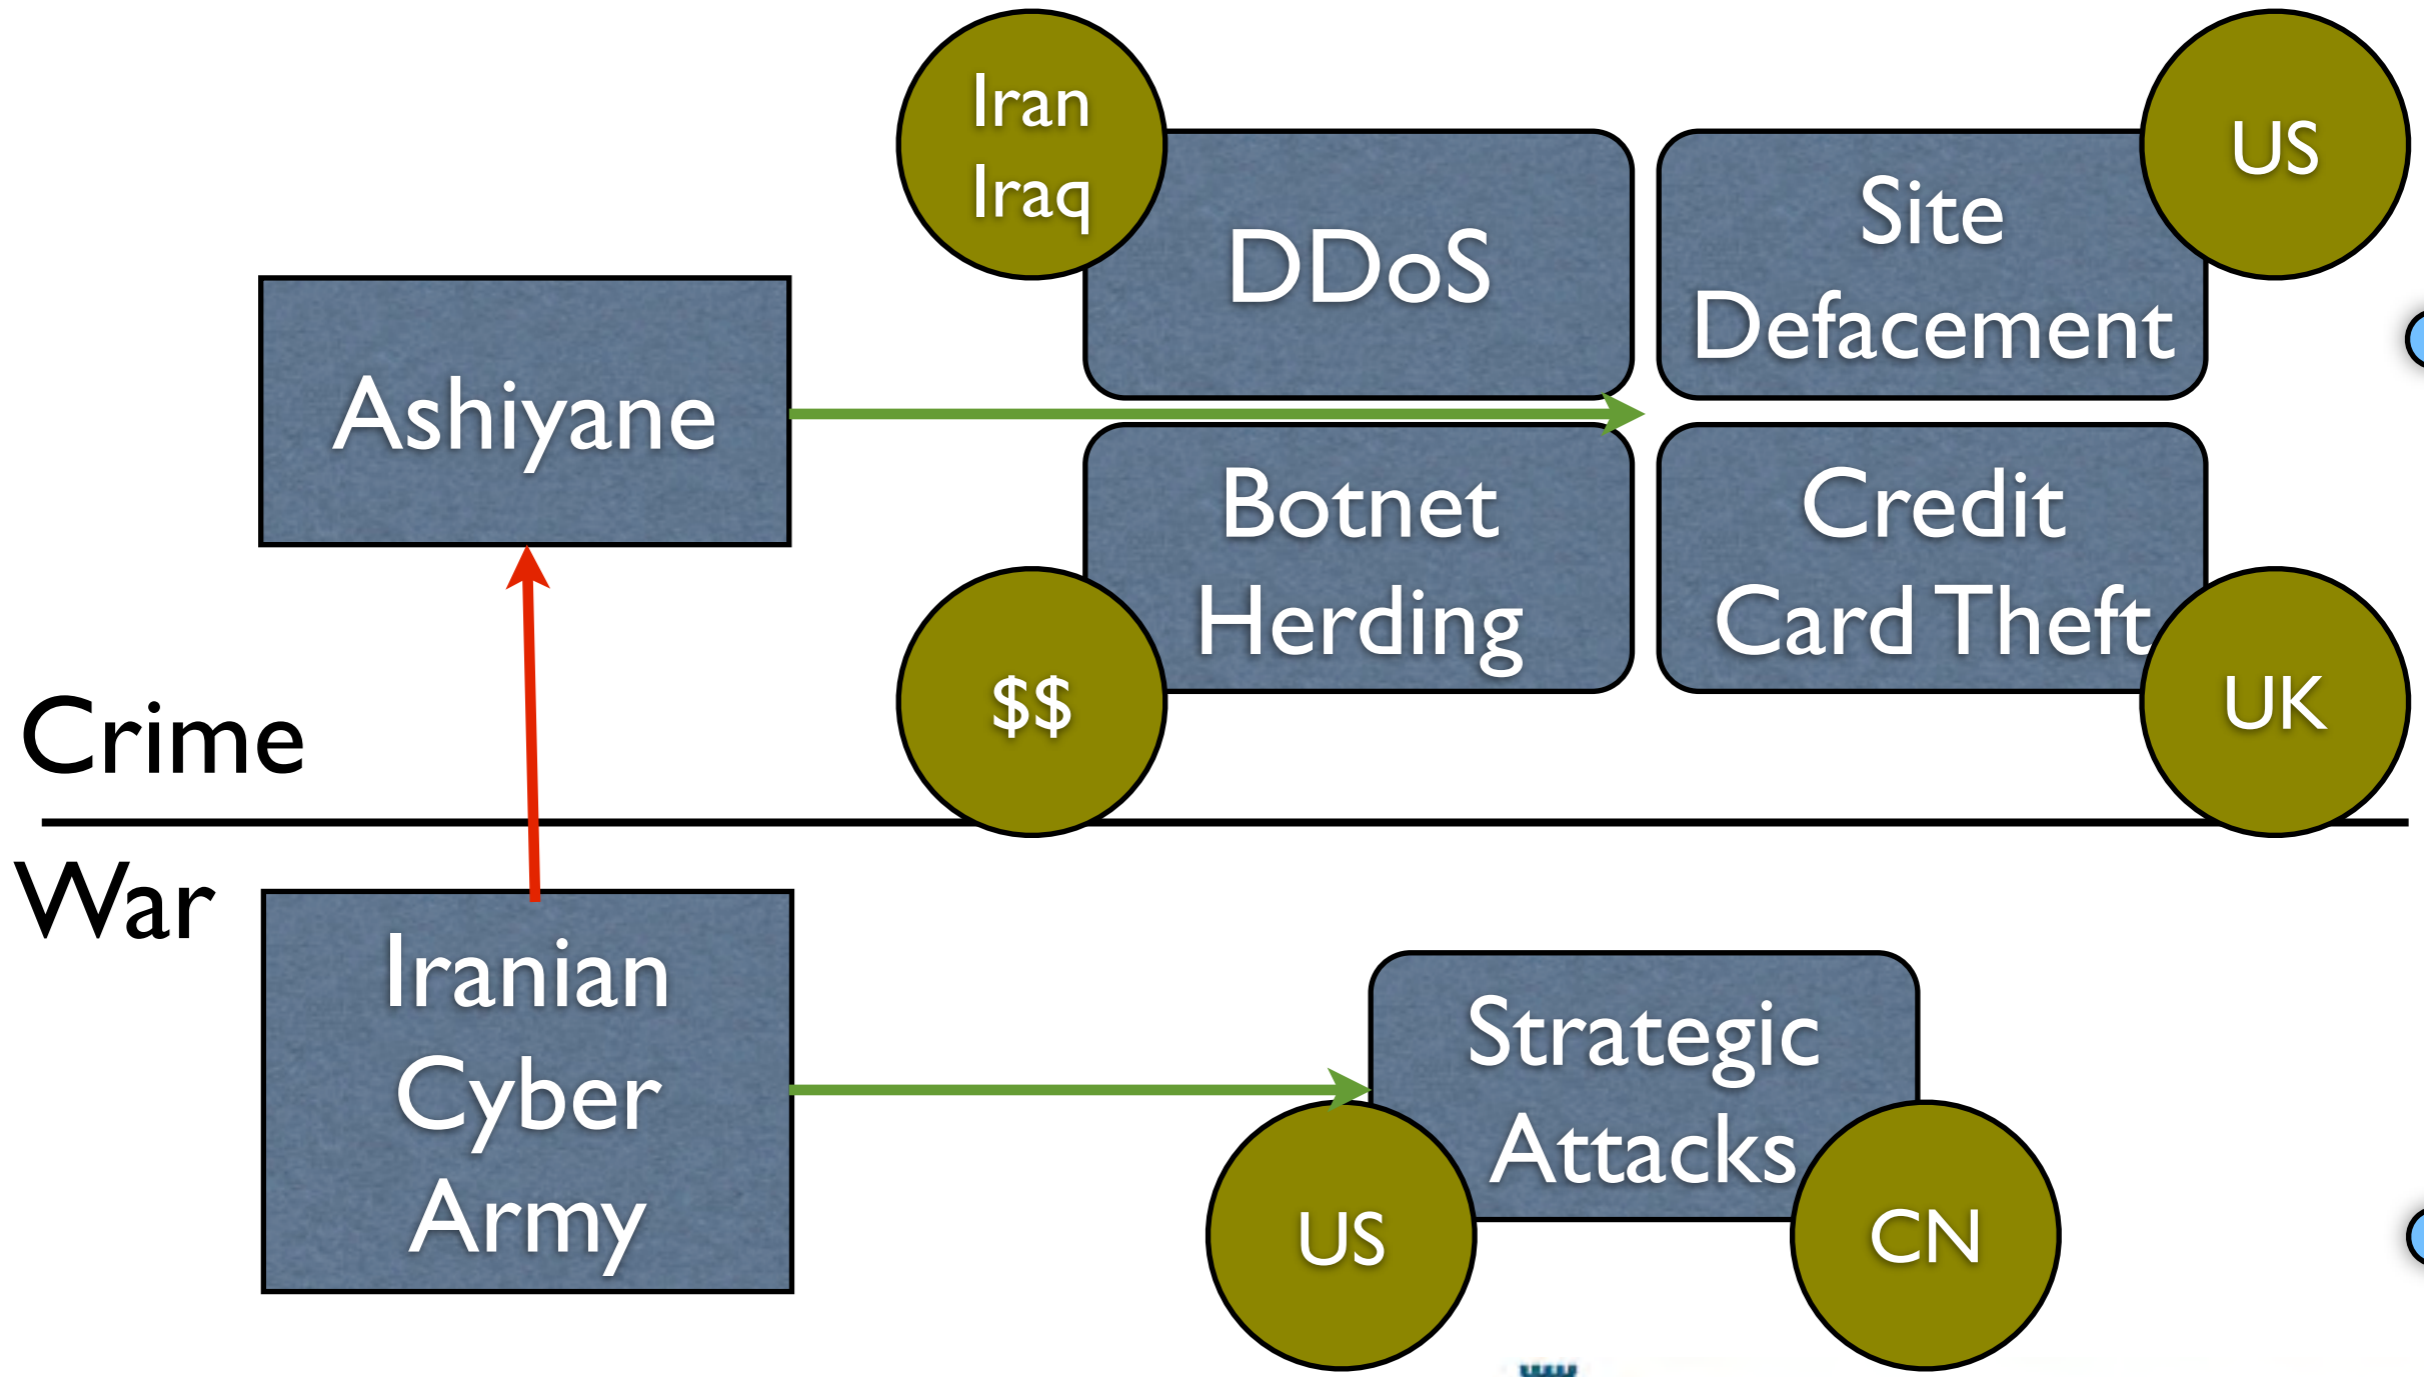 Iran
Iraq
DDoS
Site
Defacement
US
Ashiyane
Botnet
Herding
$$
Credit
Card Theft
UK
Crime
War
Iranian
Cyber
Army
Strategic
Attacks
US
CN